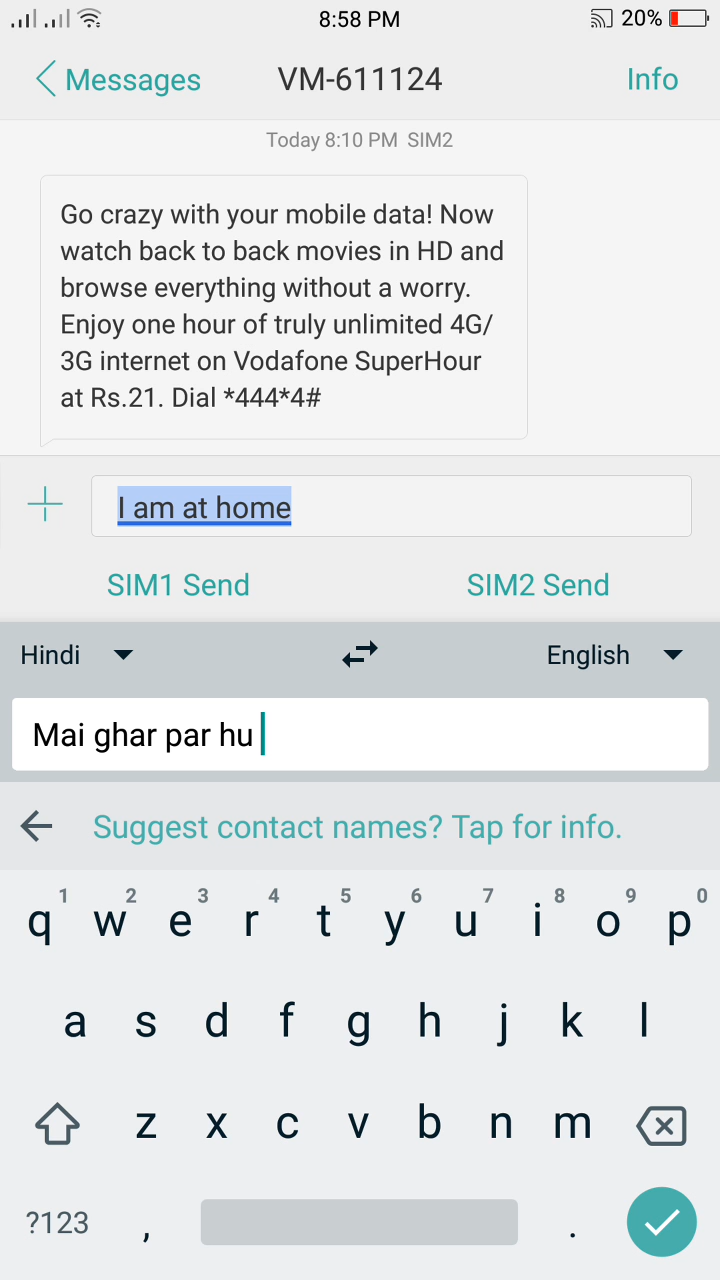 8:58 PM 20%
Messages VM-611124 Info
Today 8:10 PM SIM2
Go crazy with your mobile data! Now
watch back to back movies in HD and
browse everything without a worry.
Enjoy one hour of truly unlimited 4G/
3G internet on Vodafone SuperHour
at Rs.21. Dial *444*4#
I am at home
SIM1 Send SIM2 Send
Hindi English
Mai ghar par hu
Suggest contact names? Tap for info.
1 2 3 4 5 6 7 8 9 0
q w e r t y u i o p
a s d f g h j k l
z x c v b n m
?123 , .